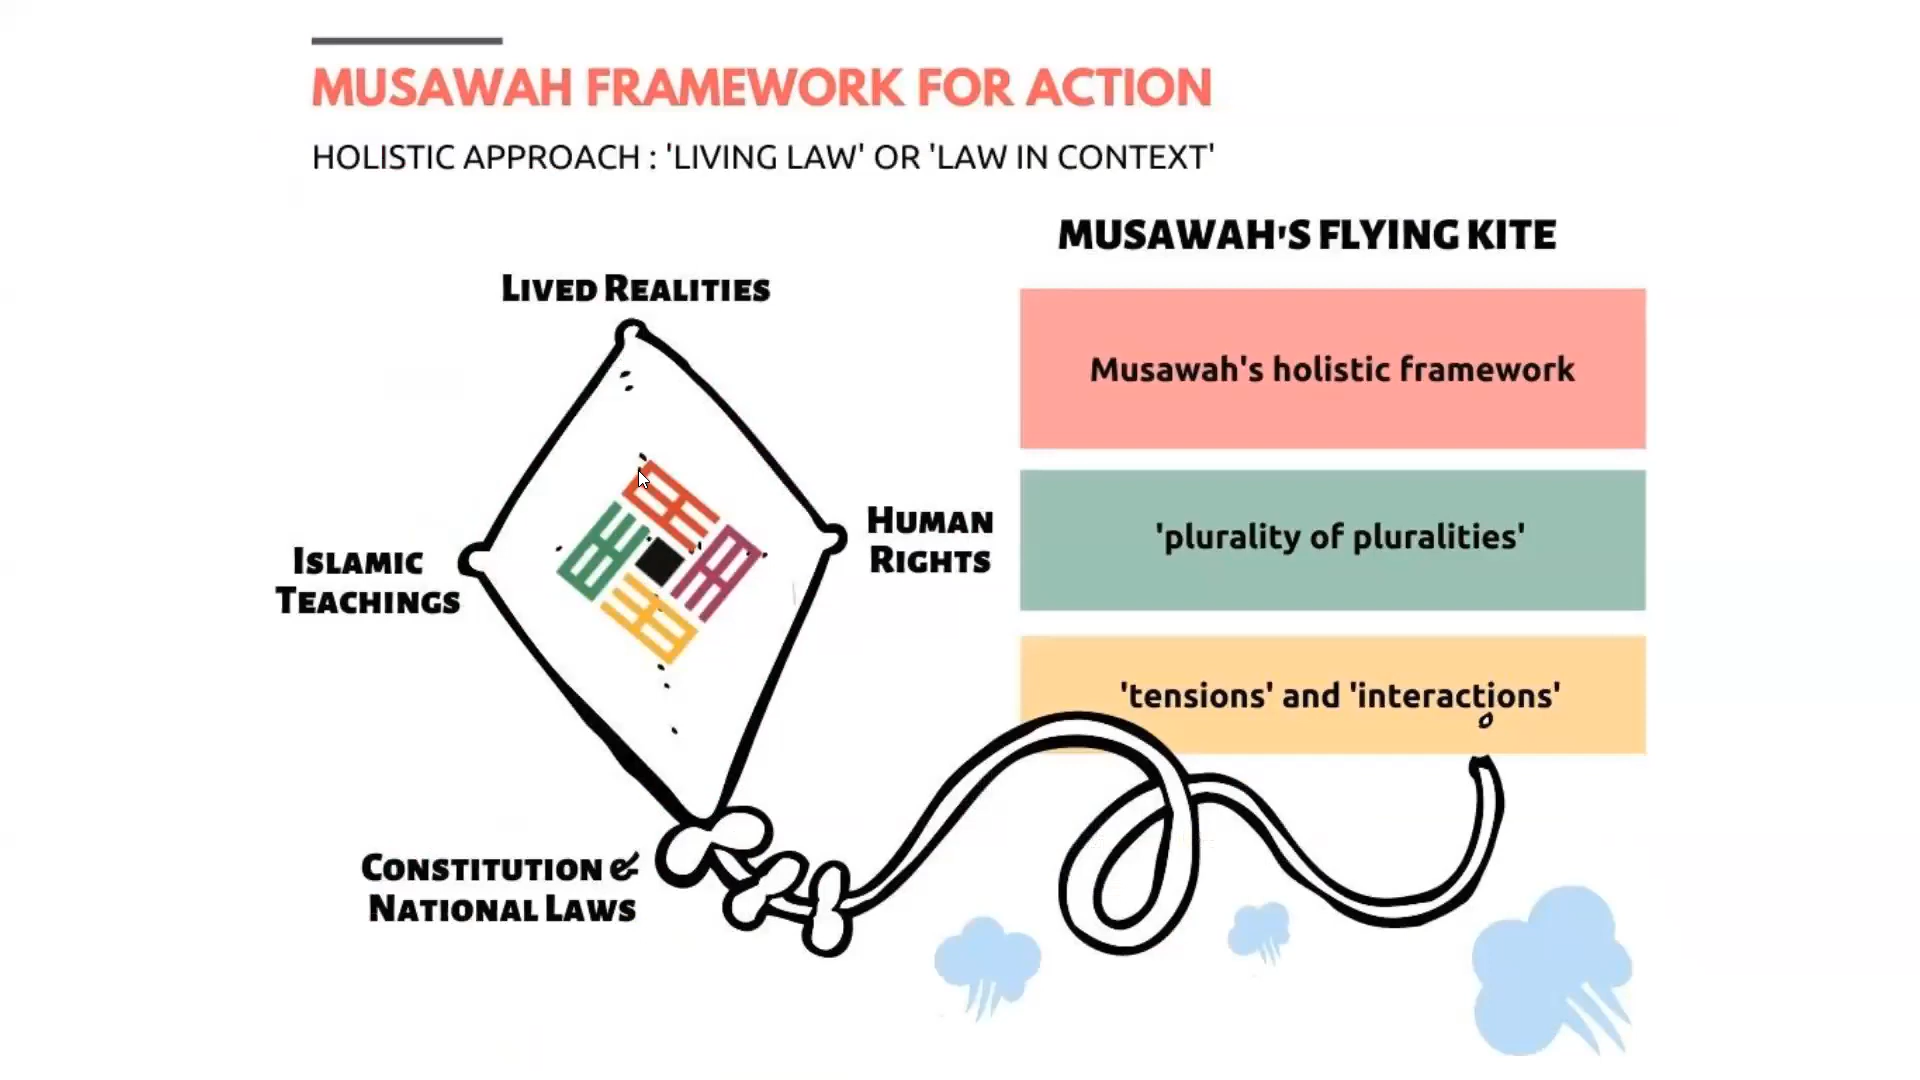 MUSAWAH FRAMEWORK FOR ACTION
HOLISTIC APPROACH : 'LIVING LAW' OR 'LAW IN CONTEXT'
MUSAWAH'S FLYING KITE
LIVED REALITIES
Musawah's holistic framework
HUMAN
RIGHTS
ISLAMIC
TEACHINGS
'plurality of pluralities'
'tensions' and 'interactions'
CONSTITUTION &
NATIONAL LAWS